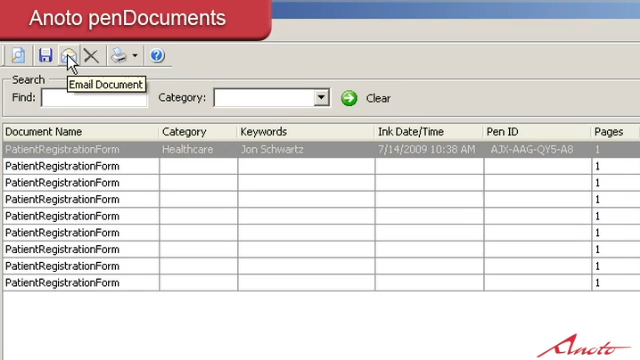 Anoto penDocuments
Email Document
Search
Find: Category: Clear
Document Name Category Keywords Ink Date/Time Pen ID Pages
PatientRegistrationForm Healthcare Jon Schwartz 7/14/2009 10:38 AM AJX-AAG-QY5-A8 1
PatientRegistrationForm 1
PatientRegistrationForm 1
PatientRegistrationForm 1
PatientRegistrationForm 1
PatientRegistrationForm 1
PatientRegistrationForm 1
PatientRegistrationForm 1
PatientRegistrationForm 1
Anoto